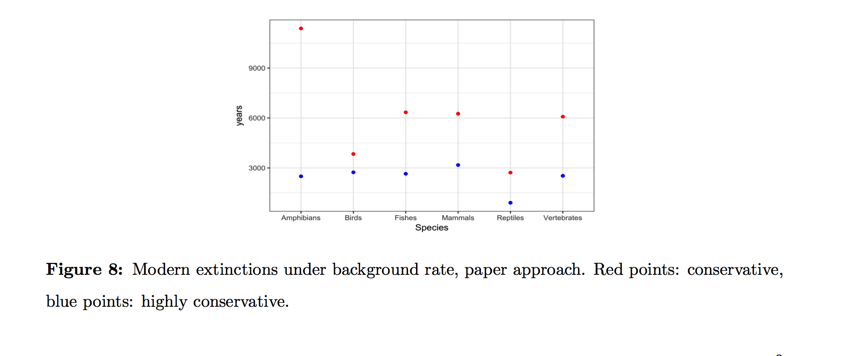 9000
6000
3000
years
Amphibians Birds Fishes Mammals Reptiles Vertebrates
Species
Figure 8: Modern extinctions under background rate, paper approach. Red points: conservative,
blue points: highly conservative.